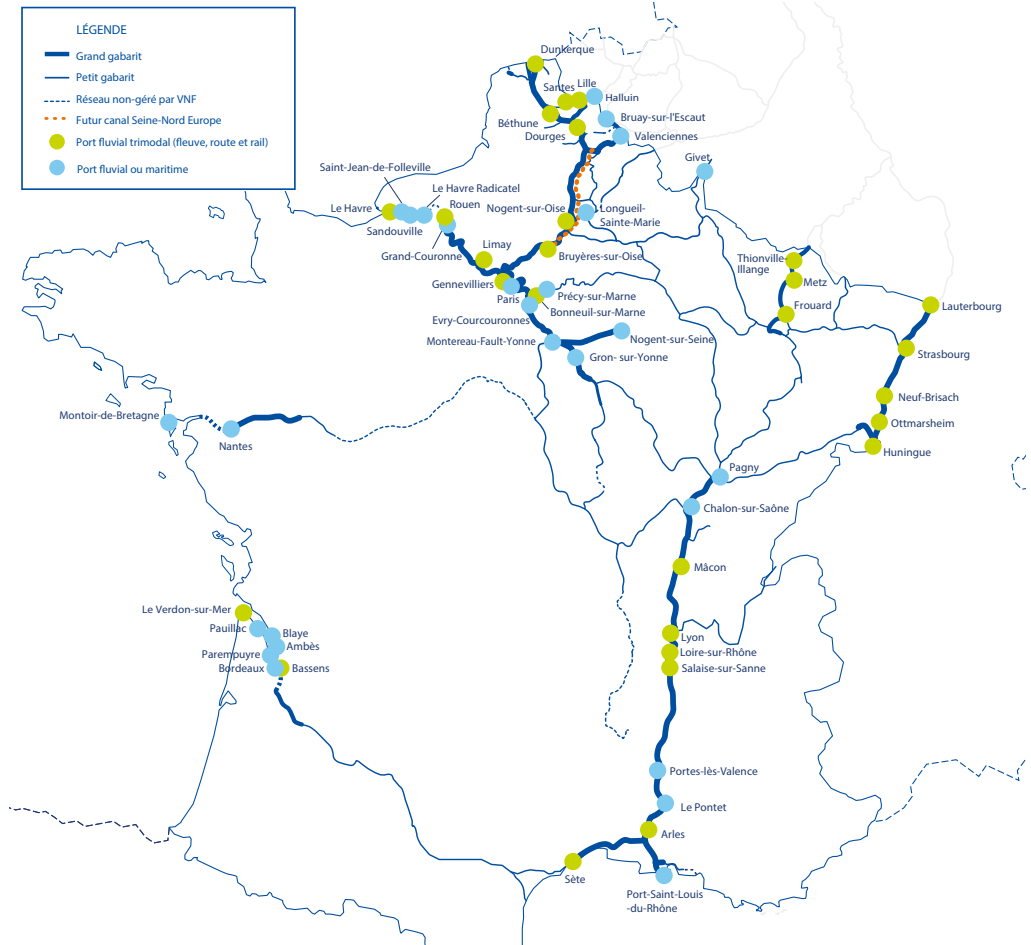 LÉGENDE
Grand gabarit
Petit gabarit
Réseau non-géré par VNF
Futur canal Seine-Nord Europe
Port fluvial trimodal (fleuve, route et rail)
Port fluvial ou maritime
Dunkerque
Santes
Lille
Halluin
Béthune
Bruay-sur-l'Escaut
Dourges
Valenciennes
Givet
Saint-Jean-de-Folleville
Le Havre Radicatel
Le Havre
Rouen
Sandouville
Nogent-sur-Oise
Longueil-
Sainte-Marie
Grand-Couronne
Limay
Bruyères-sur-Oise
Thionville-
Illange
Metz
Gennevilliers
Paris
Précy-sur-Marne
Bonneuil-sur-Marne
Frouard
Lauterbourg
Evry-Courcouronnes
Montereau-Fault-Yonne
Nogent-sur-Seine
Gron- sur-Yonne
Strasbourg
Neuf-Brisach
Montoir-de-Bretagne
Ottmarsheim
Nantes
Huningue
Pagny
Chalon-sur-Saône
Mâcon
Le Verdon-sur-Mer
Pauillac
Blaye
Ambès
Parempuyre
Bordeaux
Bassens
Lyon
Loire-sur-Rhône
Salaise-sur-Sanne
Portes-lès-Valence
Le Pontet
Arles
Sète
Port-Saint-Louis
-du-Rhône